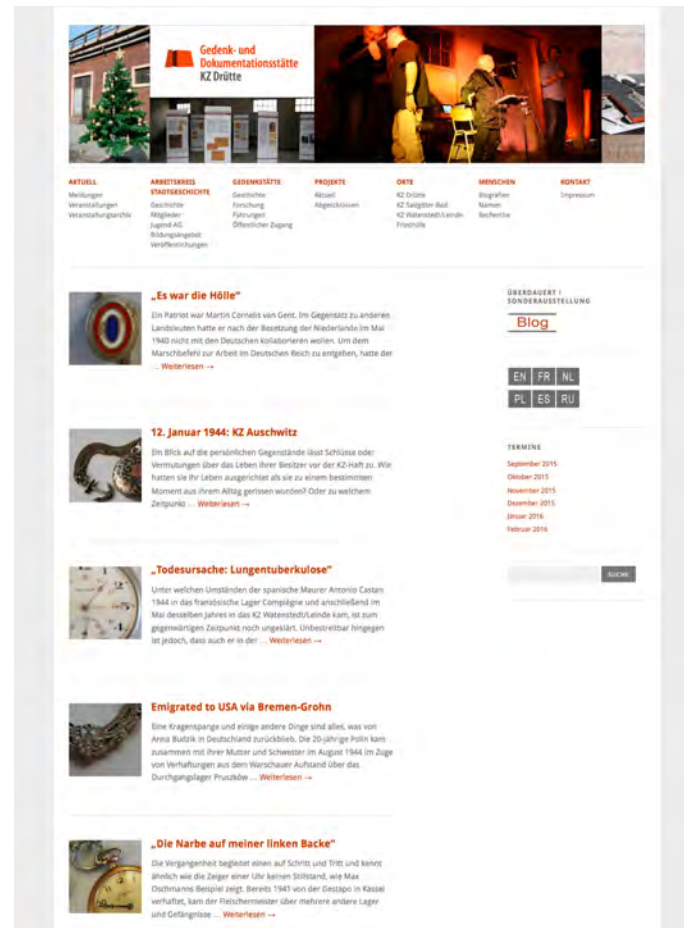 Gedenk- und
Dokumentationsstätte
KZ Drütte
AKTUELL
Meldungen
Veranstaltungen
Veranstaltungsarchiv
ARBEITSKREIS
STADTGESCHICHTE
Geschichte
Mitglieder
Jugend-AG
Bildungsangebot
Veröffentlichungen
GEDENKSTÄTTE
Geschichte
Forschung
Führungen
Öffentlicher Zugang
PROJEKTE
Aktuell
Abgeschlossen
ORTE
KZ Drütte
KZ Salzgitter-Bad
KZ Watenstedt/Leinde
Friedhöfe
MENSCHEN
Biografien
Namen
Recherche
KONTAKT
Impressum
„Es war die Hölle“
Ein Patriot war Martin Cornelis van Gent. Im Gegensatz zu anderen
Landsleuten hatte er nach der Besetzung der Niederlande im Mai
1940 nicht mit den Deutschen kollaborieren wollen. Um dem
Marschbefehl zur Arbeit im Deutschen Reich zu entgehen, hatte der
... Weiterlesen →
12. Januar 1944: KZ Auschwitz
Ein Blick auf die persönlichen Gegenstände lässt Schlüsse oder
Vermutungen über das Leben ihrer Besitzer vor der KZ-Haft zu. Wie
hatten sie ihr Leben ausgerichtet als sie zu einem bestimmten
Moment aus ihrem Alltag gerissen wurden? Oder zu welchem
Zeitpunkt ... Weiterlesen →
„Todesursache: Lungentuberkulose“
Unter welchen Umständen der spanische Maurer Antonio Castan
1944 in das französische Lager Compiègne und anschließend im
Mai desselben Jahres in das KZ Watenstedt/Leinde kam, ist zum
gegenwärtigen Zeitpunkt noch ungeklärt. Unbestreitbar hingegen
ist jedoch, dass auch er in der ... Weiterlesen →
Emigrated to USA via Bremen-Grohn
Eine Kragenspange und einige andere Dinge sind alles, was von
Anna Budzik in Deutschland zurückblieb. Die 20-jährige Polin kam
zusammen mit ihrer Mutter und Schwester im August 1944 im Zuge
von Verhaftungen aus dem Warschauer Aufstand über das
Durchgangslager Pruszków ... Weiterlesen →
„Die Narbe auf meiner linken Backe“
Die Vergangenheit begleitet einen auf Schritt und Tritt und kennt
ähnlich wie die Zeiger einer Uhr keinen Stillstand, wie Max
Oschmanns Beispiel zeigt. Bereits 1941 von der Gestapo in Kassel
verhaftet, kam der Fleischermeister über mehrere andere Lager
und Gefängnisse ... Weiterlesen →
ÜBERDAUERT |
SONDERAUSSTELLUNG
Blog
EN FR NL
PL ES RU
TERMINE
September 2015
Oktober 2015
November 2015
Dezember 2015
Januar 2016
Februar 2016
SUCHE